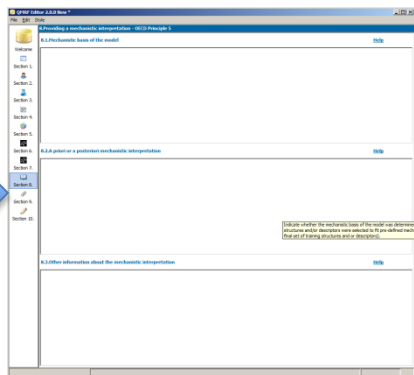 QMRF Editor 2.0.0 New *
File Edit Style
8.Providing a mechanistic interpretation - OECD Principle 5
Welcome
Section 1.
Section 2.
Section 3.
Section 4.
Section 5.
Section 6.
Section 7.
Section 8.
Section 9.
Section 10.
8.1.Mechanistic basis of the model
Help
8.2.A priori or a posteriori mechanistic interpretation
Help
Indicate whether the mechanistic basis of the model was determine
structures and/or descriptors were selected to fit pre-defined mech
final set of training structures and or descriptors).
8.3.Other information about the mechanistic interpretation
Help